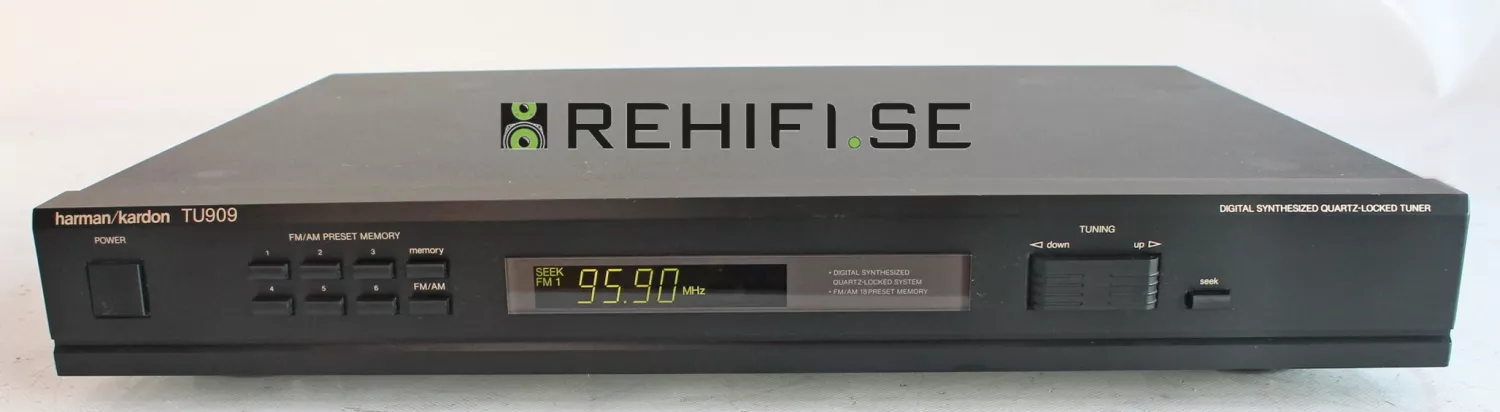 REHIFI.SE
harman/kardon TU909
DIGITAL SYNTHESIZED QUARTZ-LOCKED TUNER
POWER
FM/AM PRESET MEMORY
1 2 3 memory
4 5 6 FM/AM
SEEK
FM 1 95.90 MHz
• DIGITAL SYNTHESIZED
QUARTZ-LOCKED SYSTEM
• FM/AM 18 PRESET MEMORY
TUNING
◁ down up ▷
seek